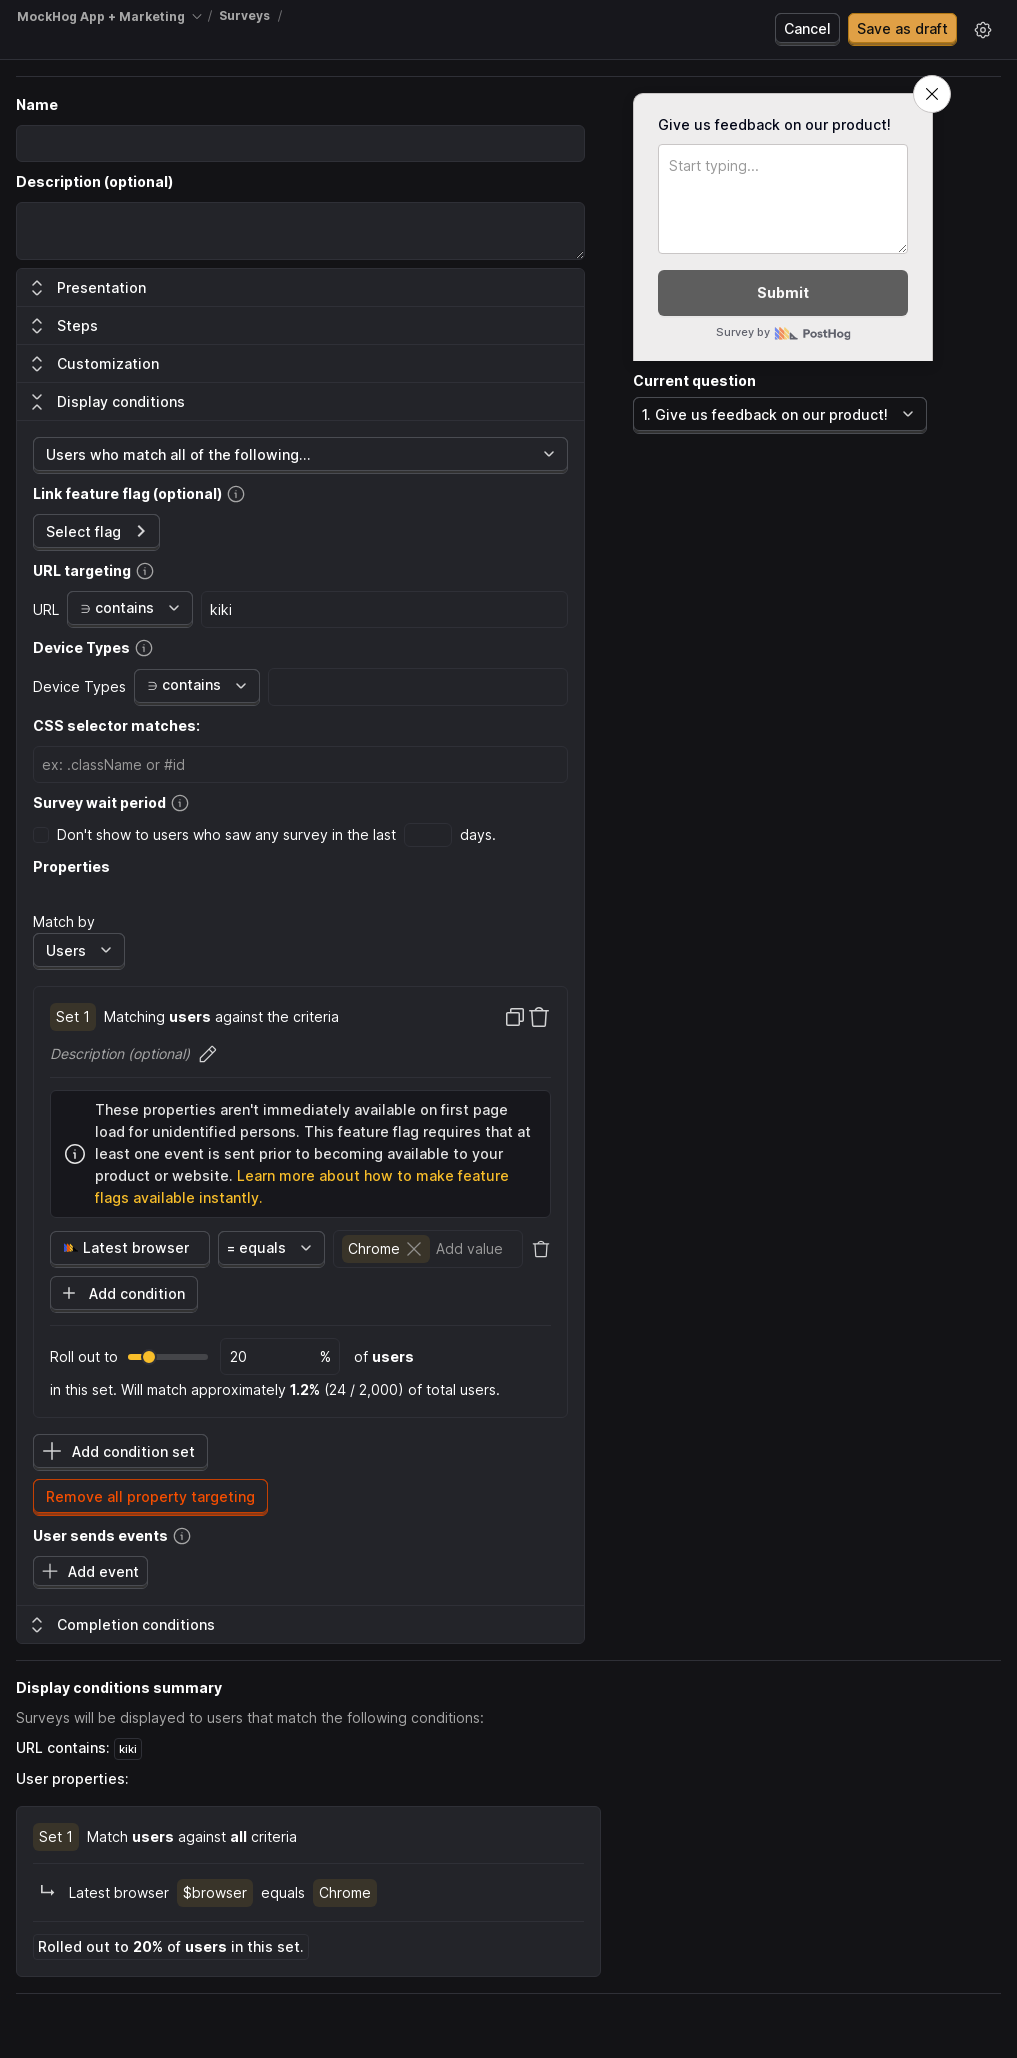 MockHog App + Marketing / Surveys /
Cancel
Save as draft
Name
Description (optional)
Presentation
Steps
Customization
Display conditions
Users who match all of the following...
Link feature flag (optional)
Select flag
URL targeting
URL ∋ contains kiki
Device Types
Device Types ∋ contains
CSS selector matches:
ex: .className or #id
Survey wait period
Don't show to users who saw any survey in the last days.
Properties
Match by
Users
Set 1 Matching users against the criteria
Description (optional)
These properties aren't immediately available on first page
load for unidentified persons. This feature flag requires that at
least one event is sent prior to becoming available to your
product or website. Learn more about how to make feature
flags available instantly.
Latest browser = equals Chrome Add value
Add condition
Roll out to 20 % of users
in this set. Will match approximately 1.2% (24 / 2,000) of total users.
Add condition set
Remove all property targeting
User sends events
Add event
Completion conditions
Give us feedback on our product!
Start typing...
Submit
Survey by PostHog
Current question
1. Give us feedback on our product!
Display conditions summary
Surveys will be displayed to users that match the following conditions:
URL contains: kiki
User properties:
Set 1 Match users against all criteria
Latest browser $browser equals Chrome
Rolled out to 20% of users in this set.